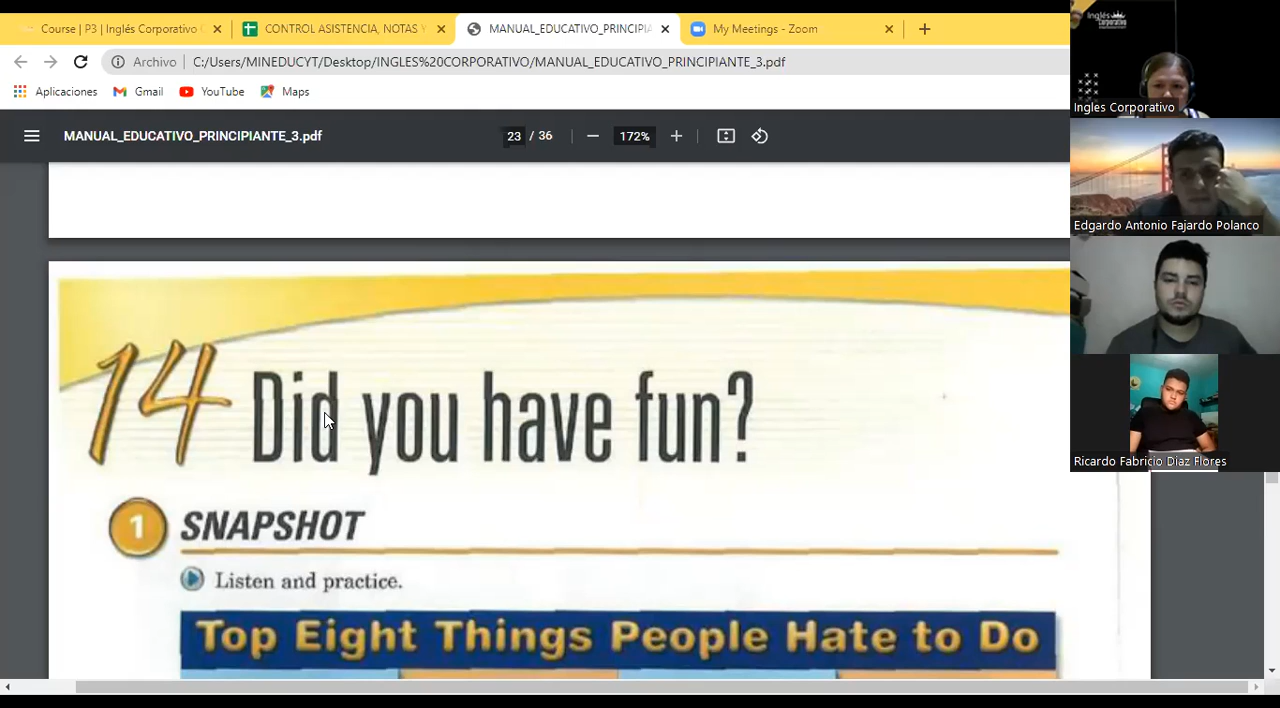 Course | P3 | Inglés Corporativo
CONTROL ASISTENCIA, NOTAS
MANUAL_EDUCATIVO_PRINCIPIA
My Meetings - Zoom
Archivo
C:/Users/MINEDUCYT/Desktop/INGLES%20CORPORATIVO/MANUAL_EDUCATIVO_PRINCIPIANTE_3.pdf
Aplicaciones
Gmail
YouTube
Maps
MANUAL_EDUCATIVO_PRINCIPIANTE_3.pdf
23 / 36
172%
14 Did you have fun?
1 SNAPSHOT
Listen and practice.
Top Eight Things People Hate to Do
Inglés
Corporativo
Ingles Corporativo
Edgardo Antonio Fajardo Polanco
Ricardo Fabricio Diaz Flores